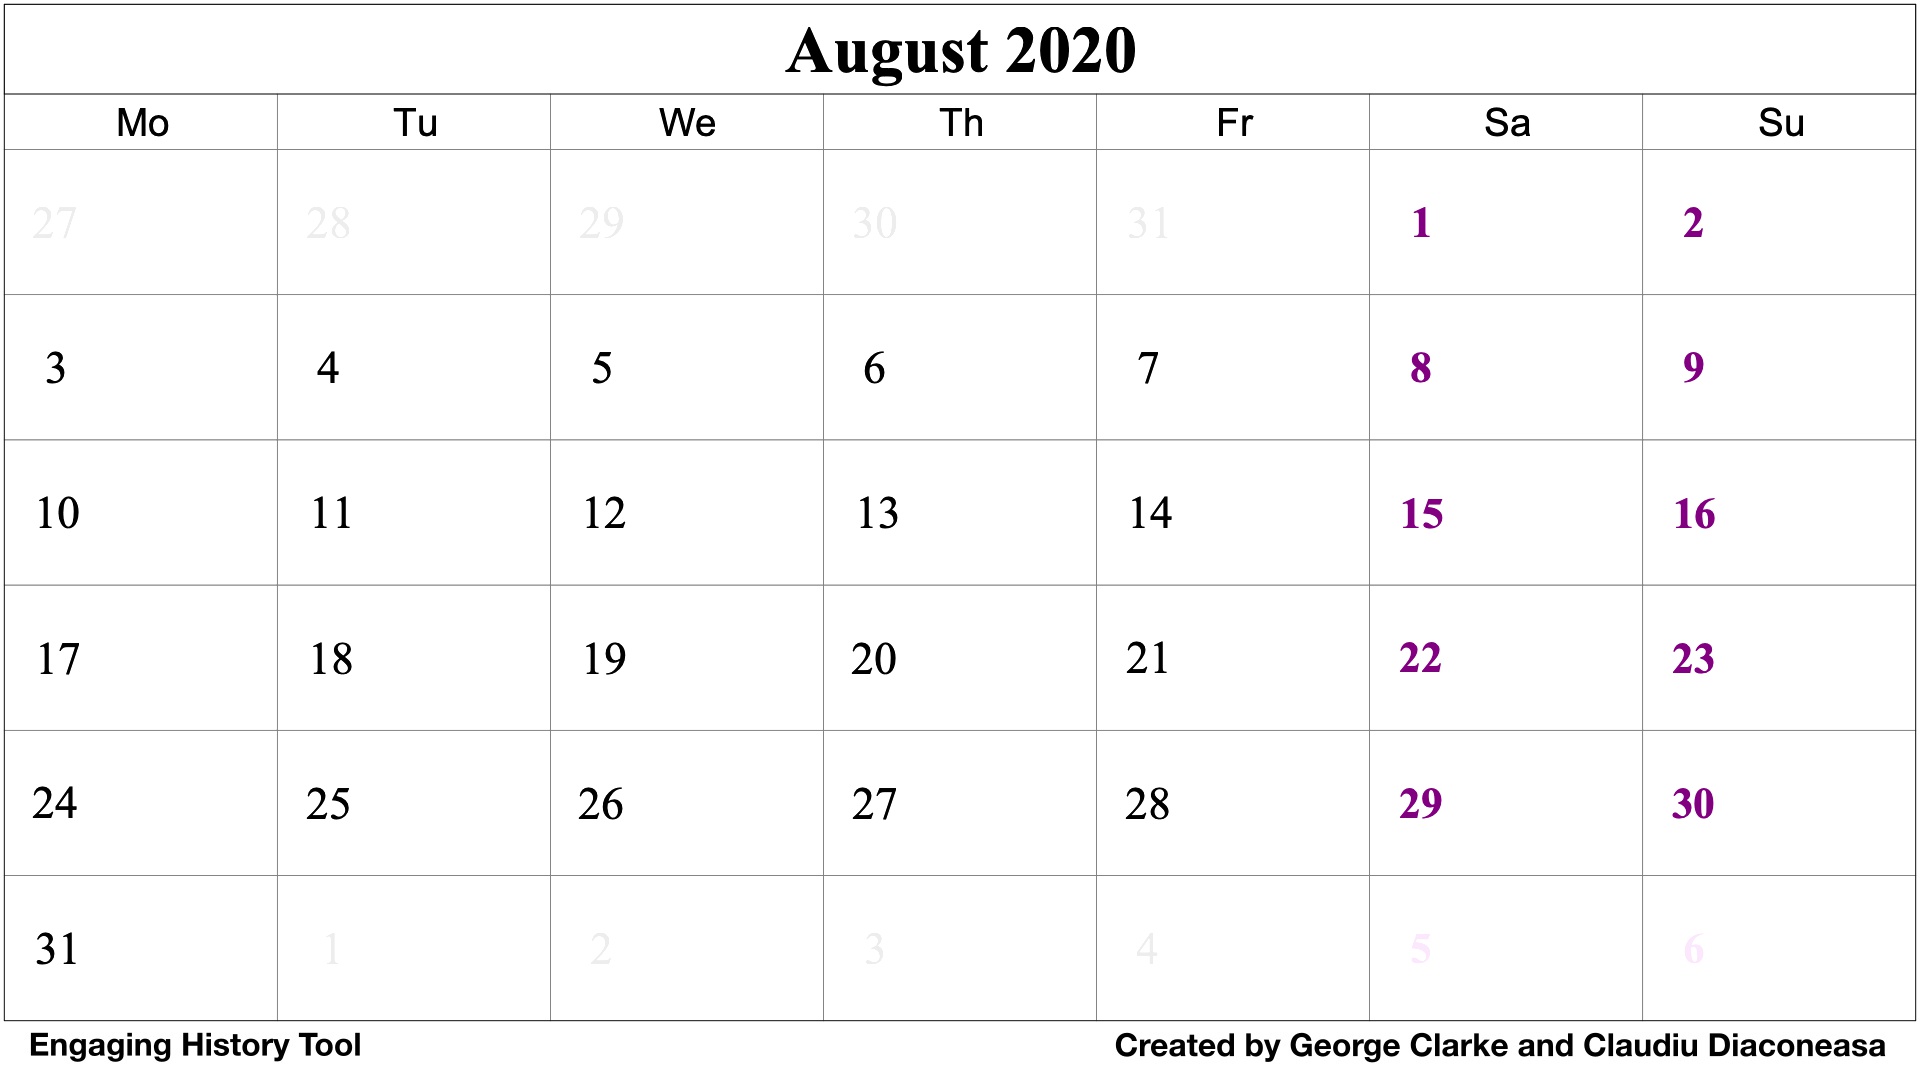 August 2020
Mo Tu We Th Fr Sa Su
27 28 29 30 31 1 2
3 4 5 6 7 8 9
10 11 12 13 14 15 16
17 18 19 20 21 22 23
24 25 26 27 28 29 30
31 1 2 3 4 5 6
Engaging History Tool Created by George Clarke and Claudiu Diaconeasa